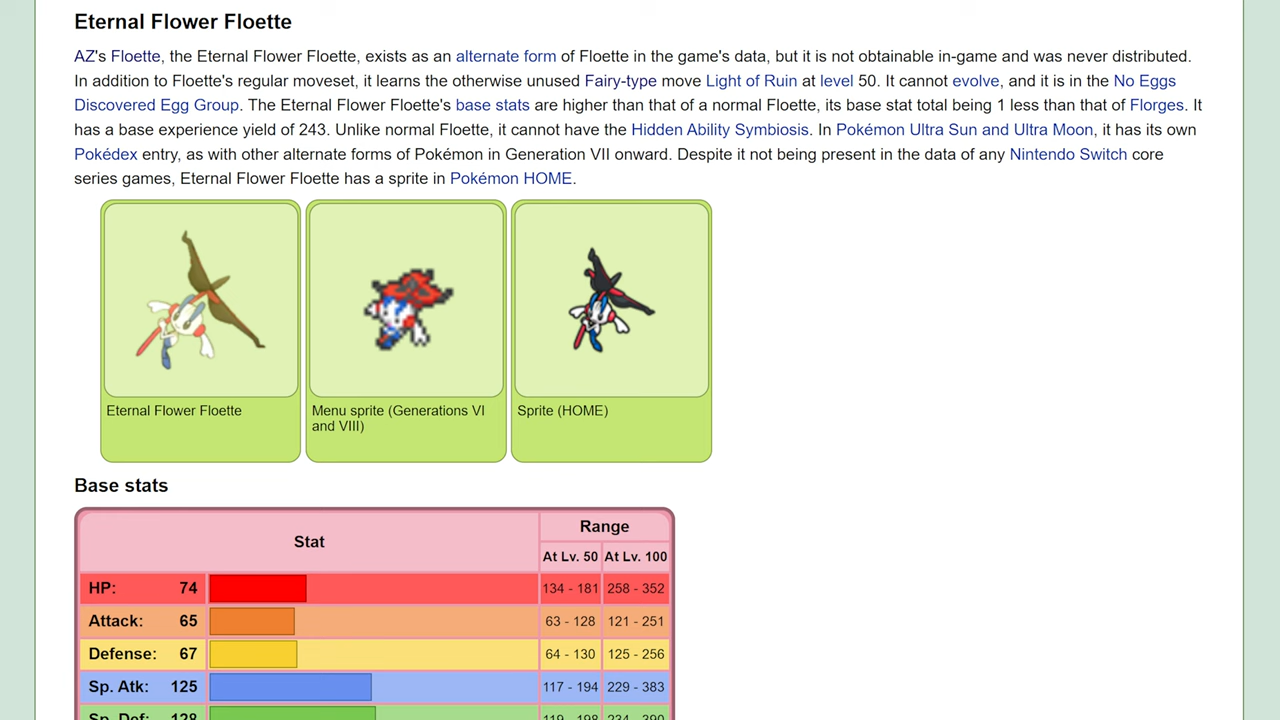 Eternal Flower Floette
AZ's Floette, the Eternal Flower Floette, exists as an alternate form of Floette in the game's data, but it is not obtainable in-game and was never distributed.
In addition to Floette's regular moveset, it learns the otherwise unused Fairy-type move Light of Ruin at level 50. It cannot evolve, and it is in the No Eggs
Discovered Egg Group. The Eternal Flower Floette's base stats are higher than that of a normal Floette, its base stat total being 1 less than that of Florges. It
has a base experience yield of 243. Unlike normal Floette, it cannot have the Hidden Ability Symbiosis. In Pokémon Ultra Sun and Ultra Moon, it has its own
Pokédex entry, as with other alternate forms of Pokémon in Generation VII onward. Despite it not being present in the data of any Nintendo Switch core
series games, Eternal Flower Floette has a sprite in Pokémon HOME.
Eternal Flower Floette
Menu sprite (Generations VI
and VIII)
Sprite (HOME)
Base stats
Stat
Range
At Lv. 50 At Lv. 100
HP: 74 134 - 181 258 - 352
Attack: 65 63 - 128 121 - 251
Defense: 67 64 - 130 125 - 256
Sp. Atk: 125 117 - 194 229 - 383
Sp. Def: 128 119 - 198 234 - 390